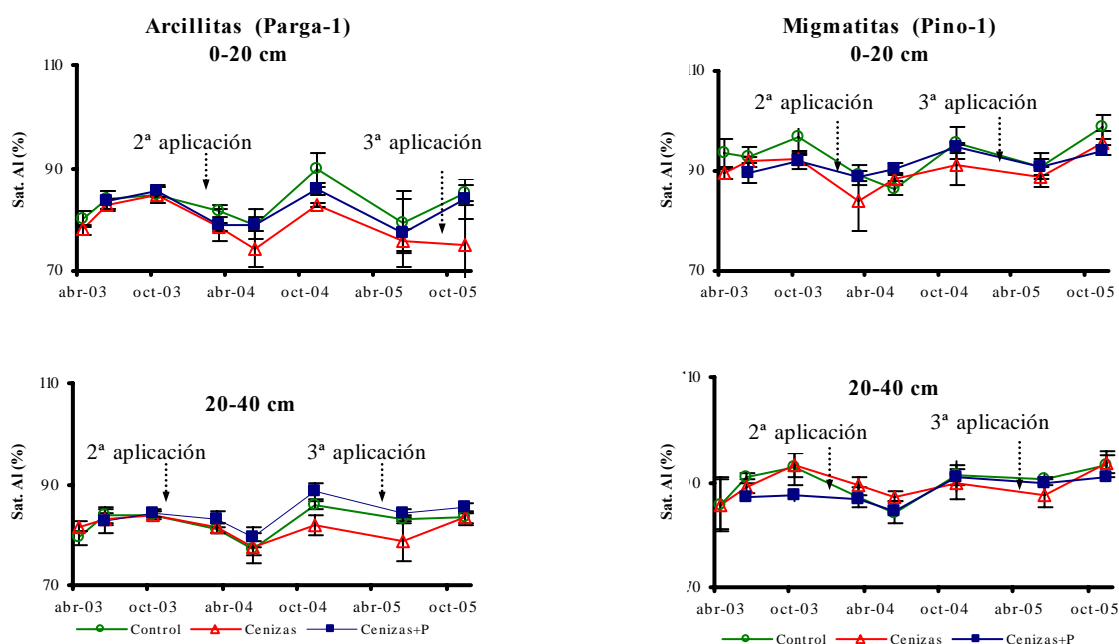 Arcillitas (Parga-1)
0-20 cm
110
90
70
Sat. Al (%)
2ª aplicación
3ª aplicación
abr-03 oct-03 abr-04 oct-04 abr-05 oct-05
Migmatitas (Pino-1)
0-20 cm
110
90
70
Sat. Al (%)
2ª aplicación
3ª aplicación
abr-03 oct-03 abr-04 oct-04 abr-05 oct-05
20-40 cm
110
90
70
Sat. Al (%)
2ª aplicación
3ª aplicación
abr-03 oct-03 abr-04 oct-04 abr-05 oct-05
Control Cenizas Cenizas+P
20-40 cm
110
90
70
Sat. Al (%)
2ª aplicación
3ª aplicación
abr-03 oct-03 abr-04 oct-04 abr-05 oct-05
Control Cenizas Cenizas+P